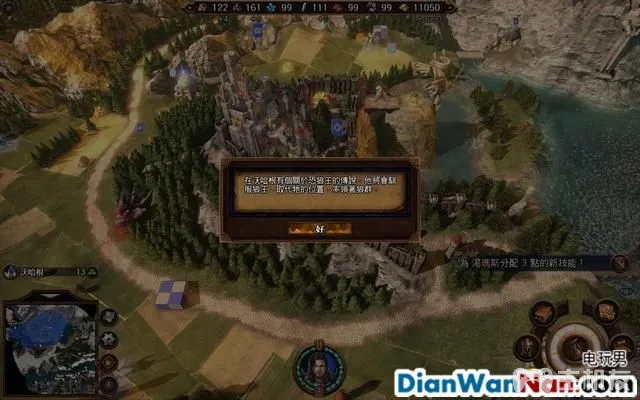 122 161 99 111 99 99 11050
+4
在沃哈根有個關於恐狼王的傳說，他將會馴
服狼王，取代牠的位置，率領著狼群。
好
沃哈根 13
為 湯瑪斯分配 3 點的新技能！
电玩男
DianWanNan.com